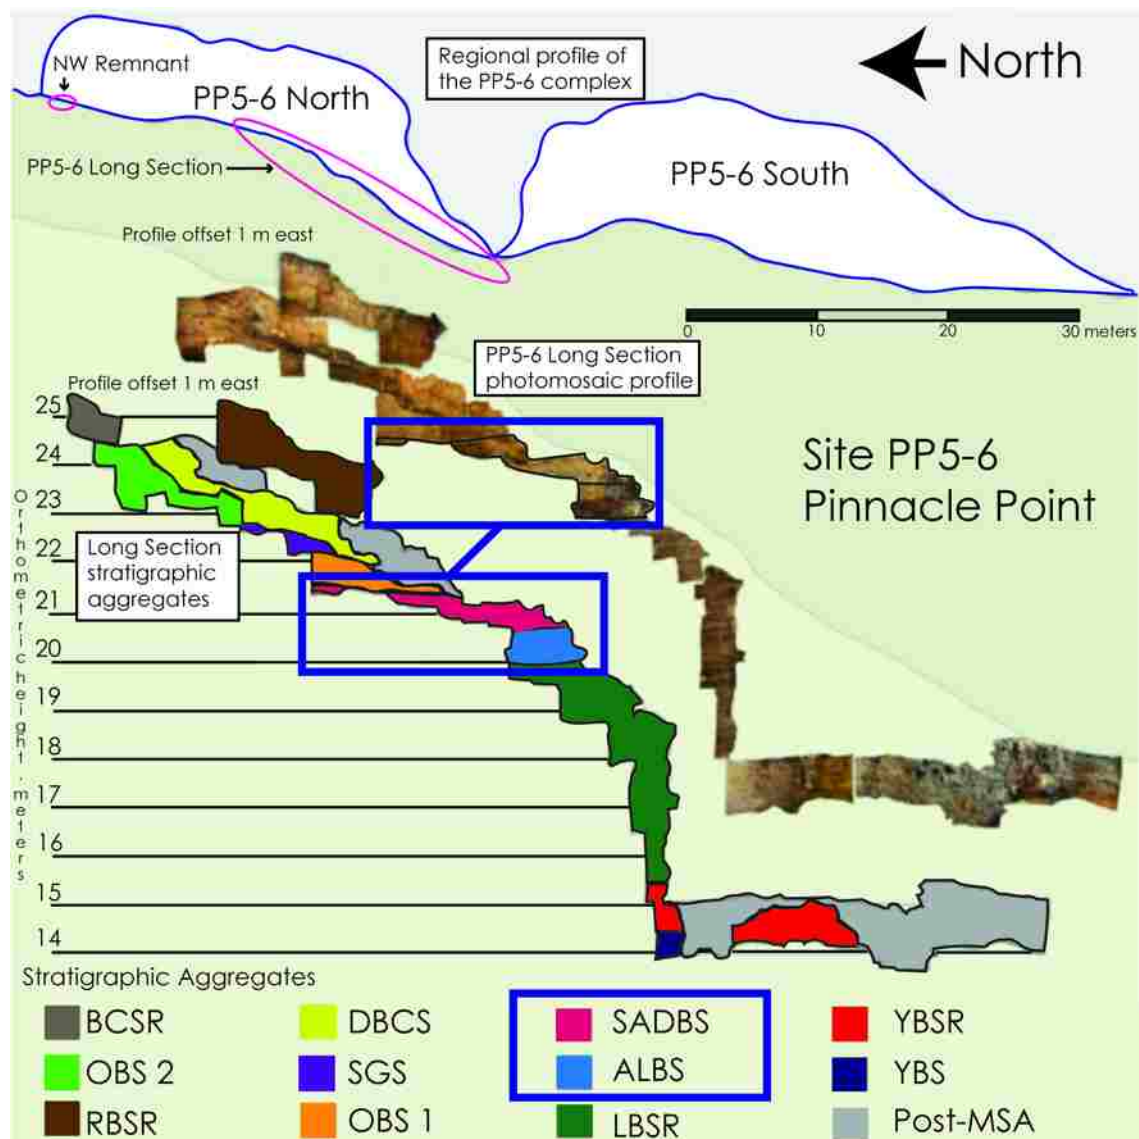 NW Remnant
PP5-6 North
Regional profile of
the PP5-6 complex
North
PP5-6 Long Section
PP5-6 South
Profile offset 1 m east
0 10 20 30 meters
PP5-6 Long Section
photomosaic profile
Profile offset 1 m east
Site PP5-6
Pinnacle Point
25
24
23
22
21
20
19
18
17
16
15
14
Orthometric height - meters
Long Section
stratigraphic
aggregates
Stratigraphic Aggregates
BCSR DBCS SADBS YBSR
OBS 2 SGS ALBS YBS
RBSR OBS 1 LBSR Post-MSA